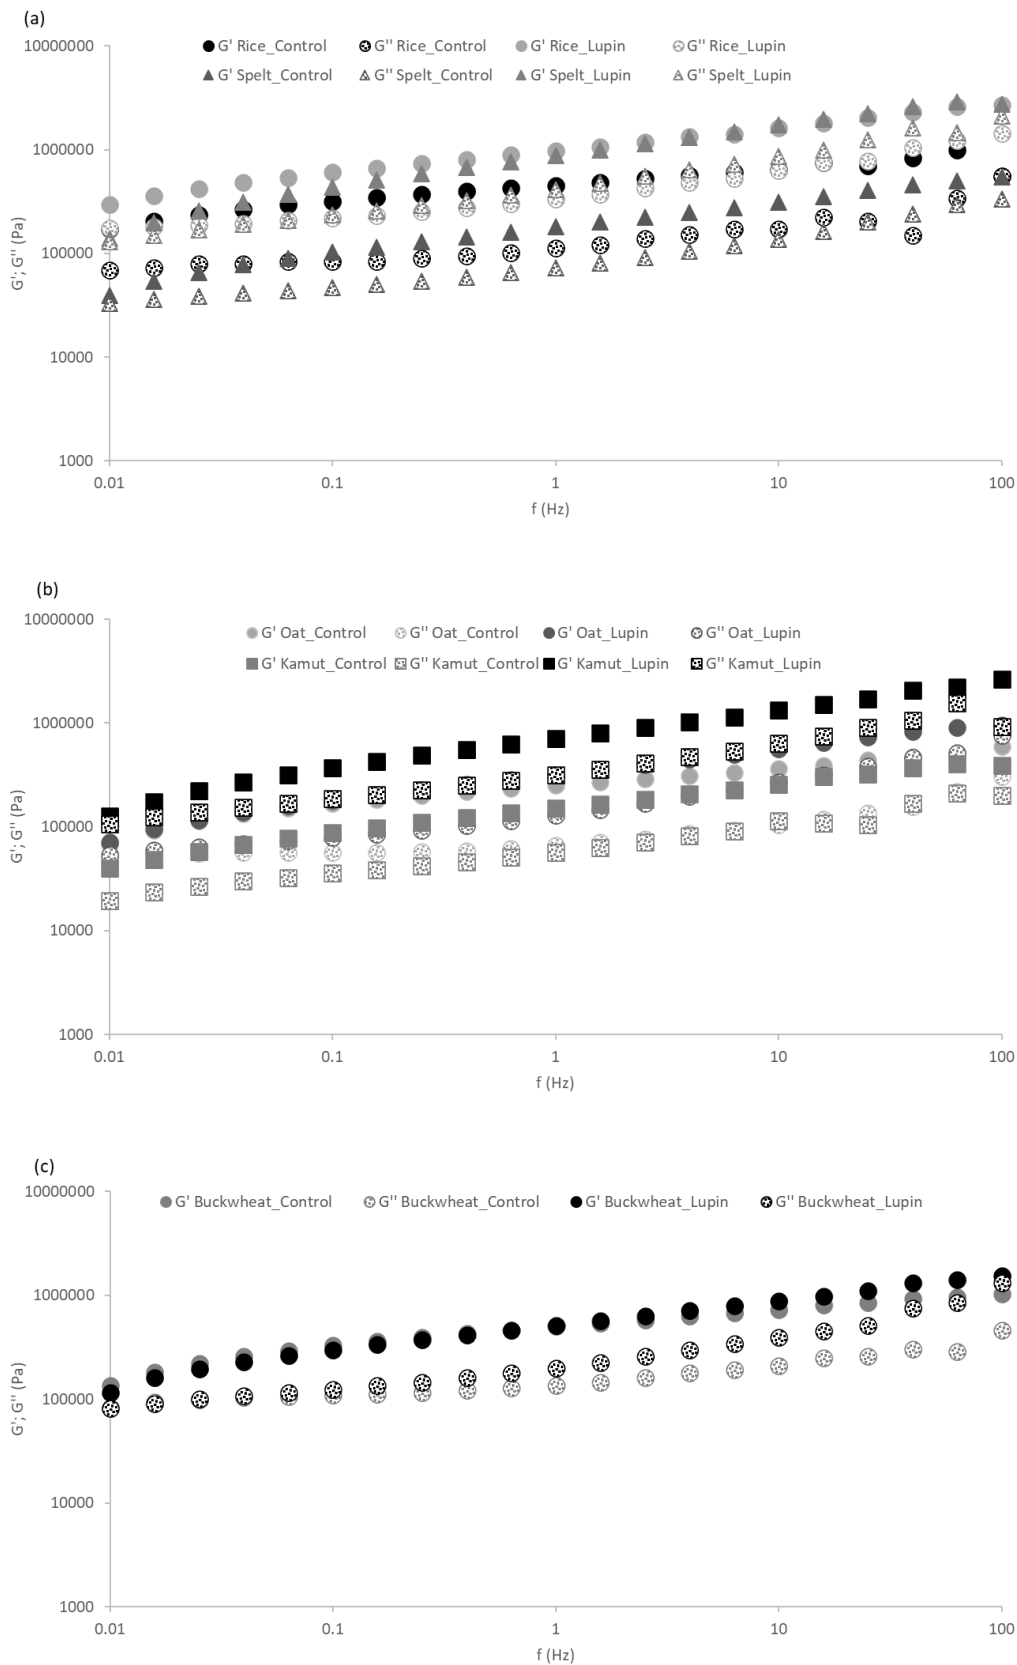 (a)
10000000
G' Rice_Control G'' Rice_Control G' Rice_Lupin G'' Rice_Lupin
G' Spelt_Control G'' Spelt_Control G' Spelt_Lupin G'' Spelt_Lupin
1000000
100000
10000
1000
G'; G'' (Pa)
0.01 0.1 1 10 100
f (Hz)
(b)
10000000
G' Oat_Control G'' Oat_Control G' Oat_Lupin G'' Oat_Lupin
G' Kamut_Control G'' Kamut_Control G' Kamut_Lupin G'' Kamut_Lupin
1000000
100000
10000
1000
G'; G'' (Pa)
0.01 0.1 1 10 100
f (Hz)
(c)
10000000
G' Buckwheat_Control G'' Buckwheat_Control G' Buckwheat_Lupin G'' Buckwheat_Lupin
1000000
100000
10000
1000
G'; G'' (Pa)
0.01 0.1 1 10 100
f (Hz)